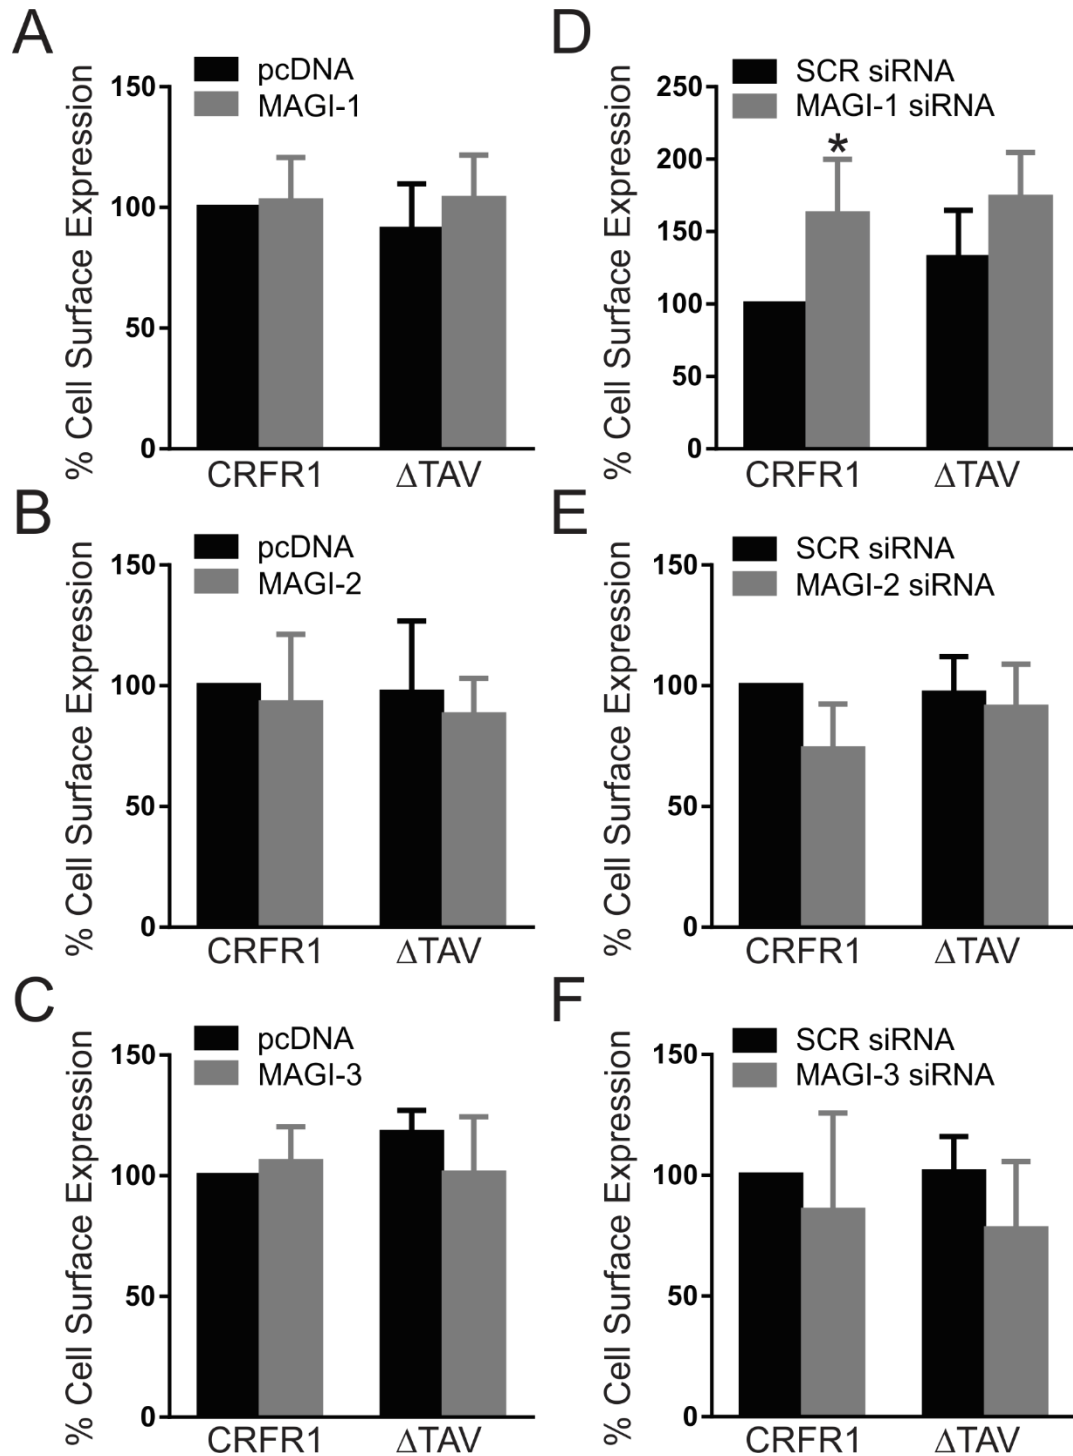 A
pcDNA
MAGI-1
% Cell Surface Expression
150
100
50
0
CRFR1 ΔTAV
D
SCR siRNA
MAGI-1 siRNA
% Cell Surface Expression
250
200
150
100
50
0
*
CRFR1 ΔTAV
B
pcDNA
MAGI-2
% Cell Surface Expression
150
100
50
0
CRFR1 ΔTAV
E
SCR siRNA
MAGI-2 siRNA
% Cell Surface Expression
150
100
50
0
CRFR1 ΔTAV
C
pcDNA
MAGI-3
% Cell Surface Expression
150
100
50
0
CRFR1 ΔTAV
F
SCR siRNA
MAGI-3 siRNA
% Cell Surface Expression
150
100
50
0
CRFR1 ΔTAV